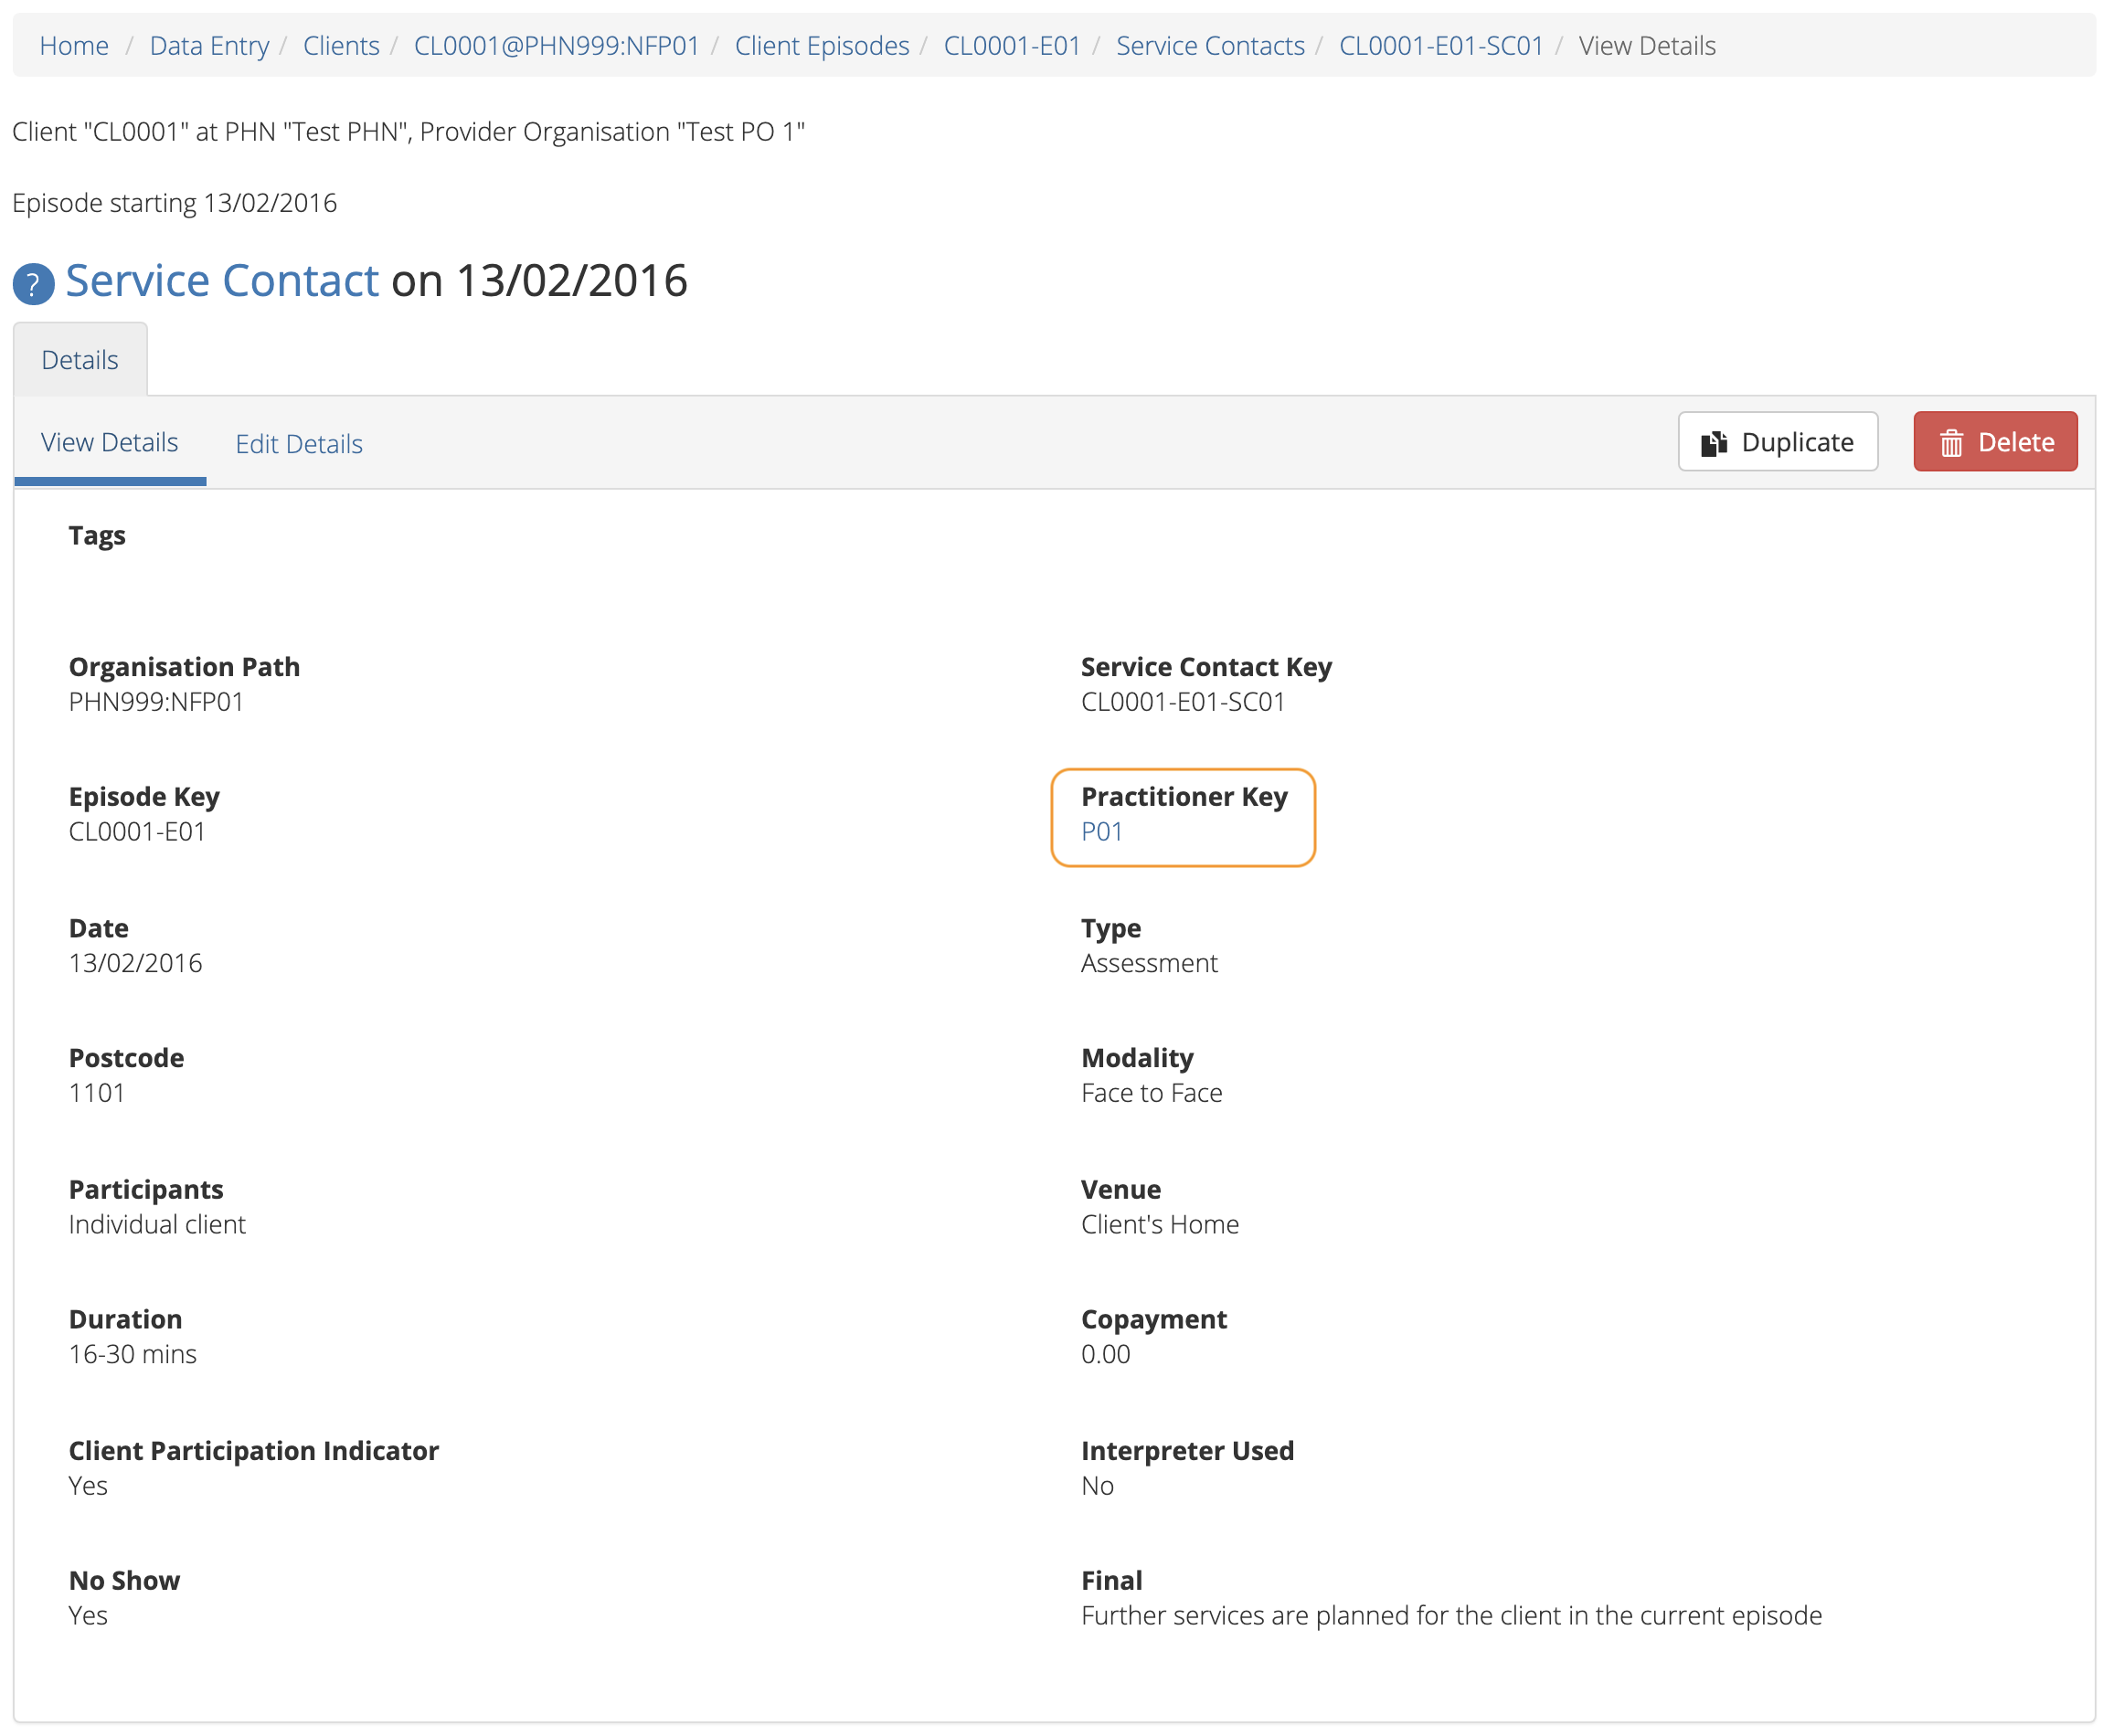 Home / Data Entry / Clients / CL0001@PHN999:NFP01 / Client Episodes / CL0001-E01 / Service Contacts / CL0001-E01-SC01 / View Details
Client "CL0001" at PHN "Test PHN", Provider Organisation "Test PO 1"
Episode starting 13/02/2016
? Service Contact on 13/02/2016
Details
View Details Edit Details Duplicate Delete
Tags
Organisation Path Service Contact Key
PHN999:NFP01 CL0001-E01-SC01
Episode Key Practitioner Key
CL0001-E01 P01
Date Type
13/02/2016 Assessment
Postcode Modality
1101 Face to Face
Participants Venue
Individual client Client's Home
Duration Copayment
16-30 mins 0.00
Client Participation Indicator Interpreter Used
Yes No
No Show Final
Yes Further services are planned for the client in the current episode